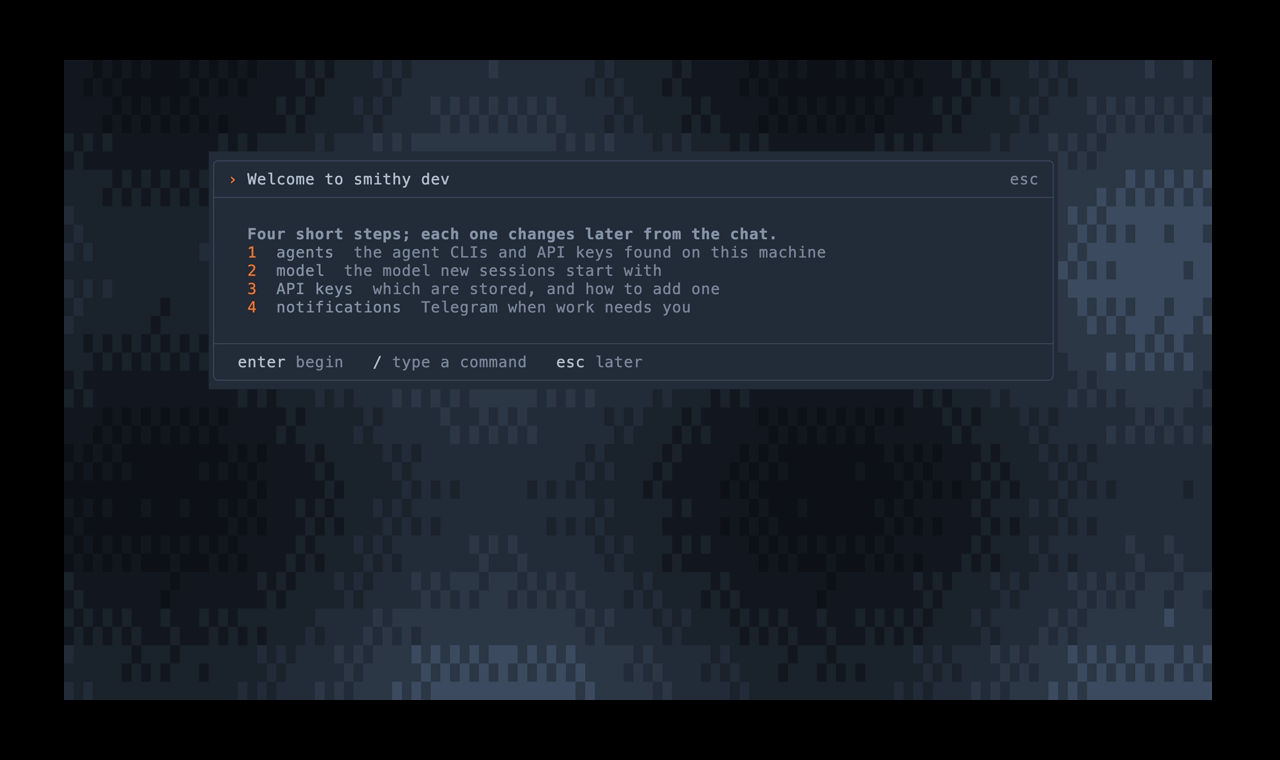 › Welcome to smithy dev esc
Four short steps; each one changes later from the chat.
1 agents the agent CLIs and API keys found on this machine
2 model the model new sessions start with
3 API keys which are stored, and how to add one
4 notifications Telegram when work needs you
enter begin / type a command esc later